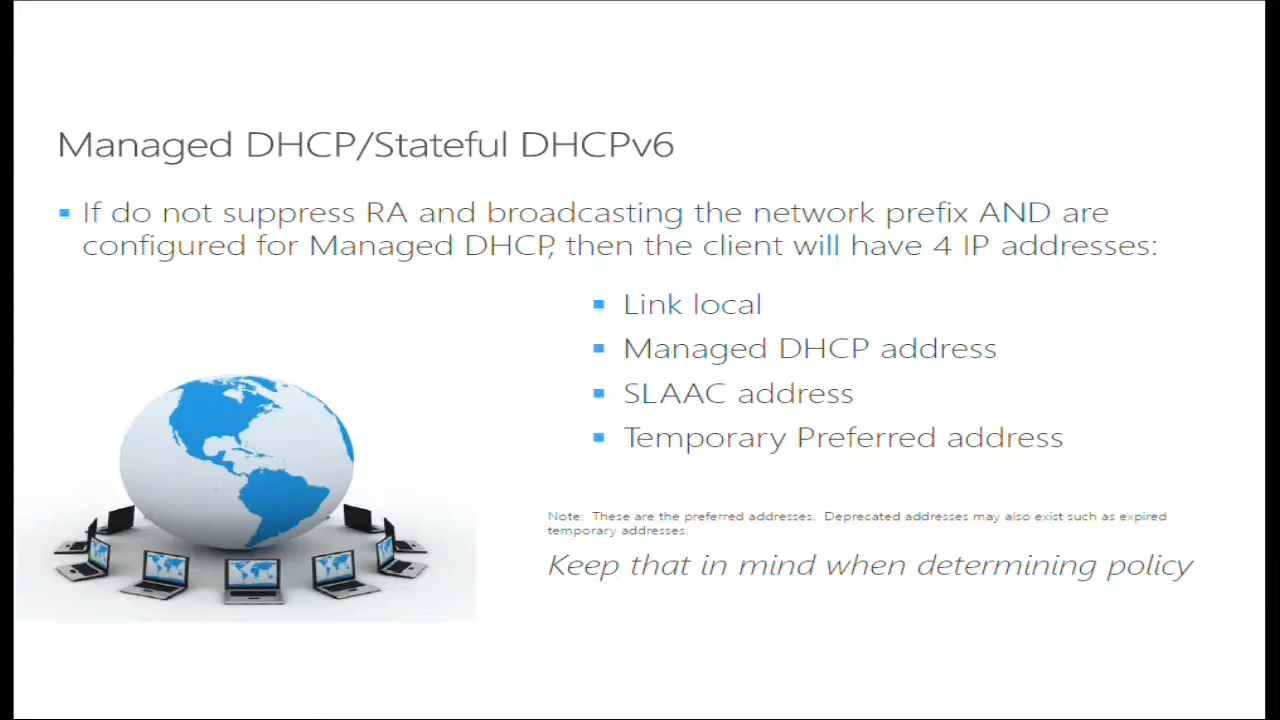 Managed DHCP/Stateful DHCPv6
If do not suppress RA and broadcasting the network prefix AND are
configured for Managed DHCP, then the client will have 4 IP addresses:
Link local
Managed DHCP address
SLAAC address
Temporary Preferred address
Note: These are the preferred addresses. Deprecated addresses may also exist such as expired
temporary addresses.
Keep that in mind when determining policy